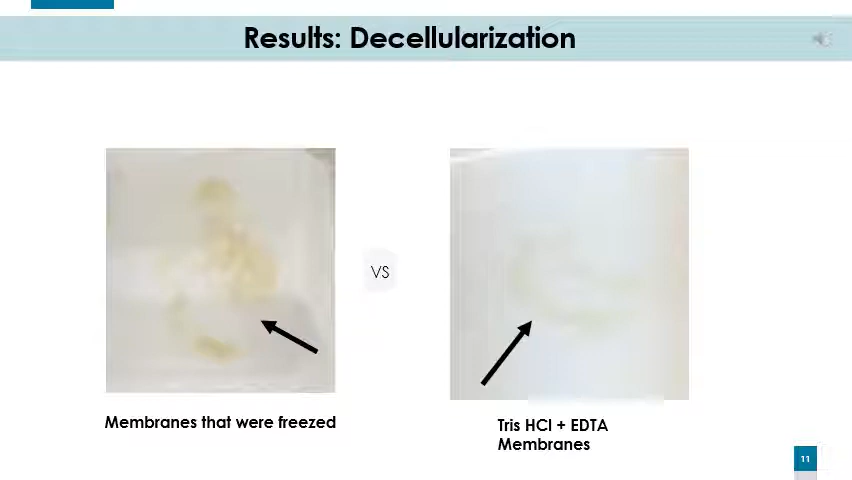 Results: Decellularization
VS
Membranes that were freezed
Tris HCl + EDTA
Membranes
11